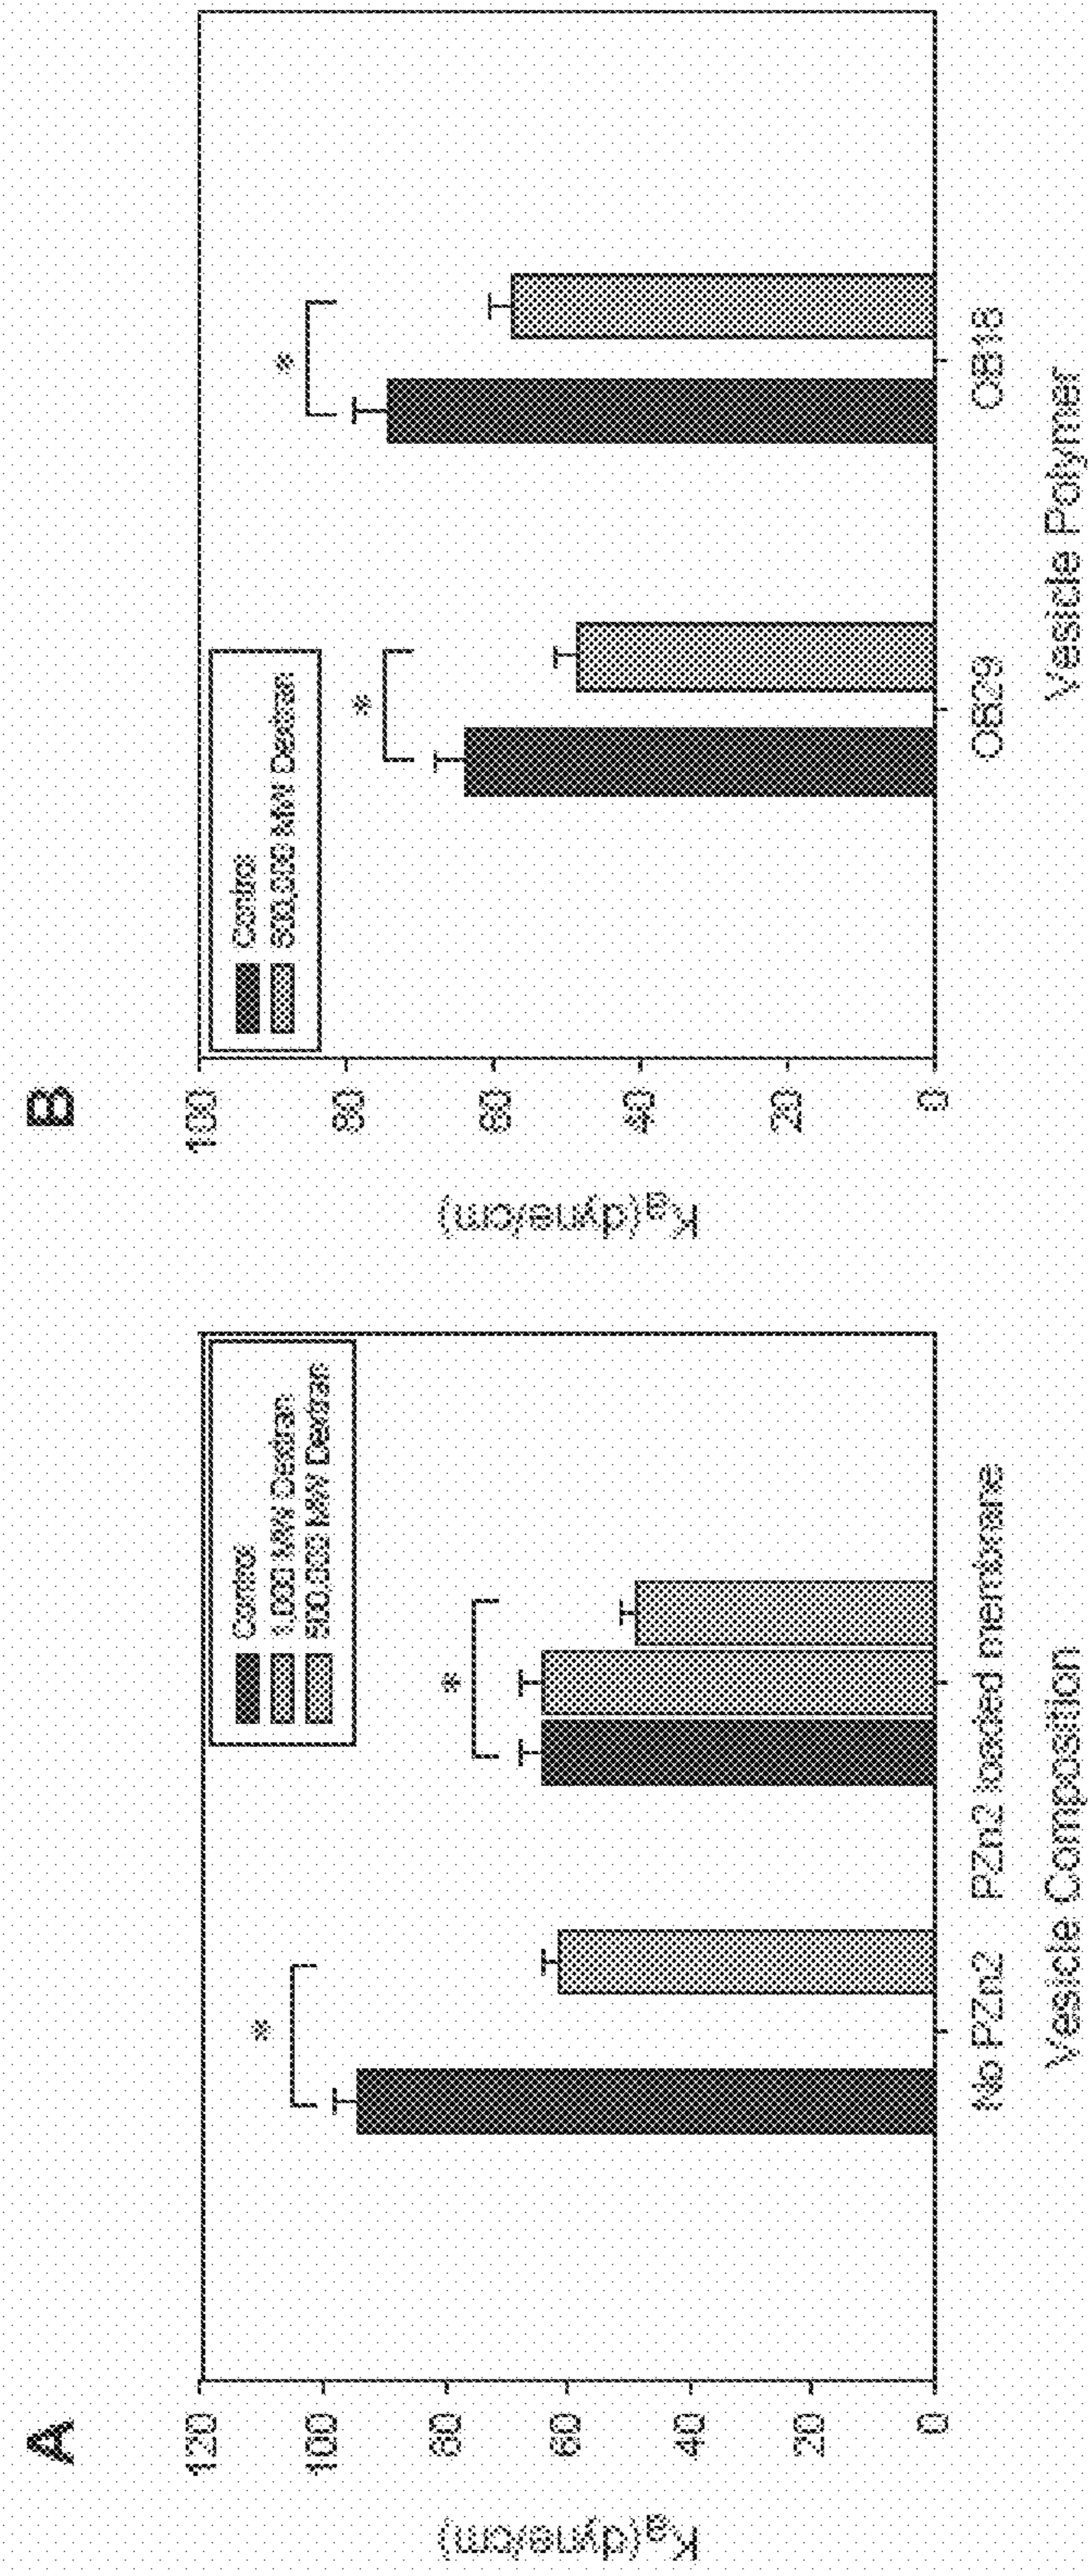 A
Ka(dyne/cm)
120
100
80
60
40
20
0
Control
1,000 MW Dextran
500,000 MW Dextran
*
*
No PZn2
PZn2 loaded membrane
Vesicle Composition
B
Ka(dyne/cm)
100
80
60
40
20
0
Control
500,000 MW Dextran
*
*
OB29
OB18
Vesicle Polymer